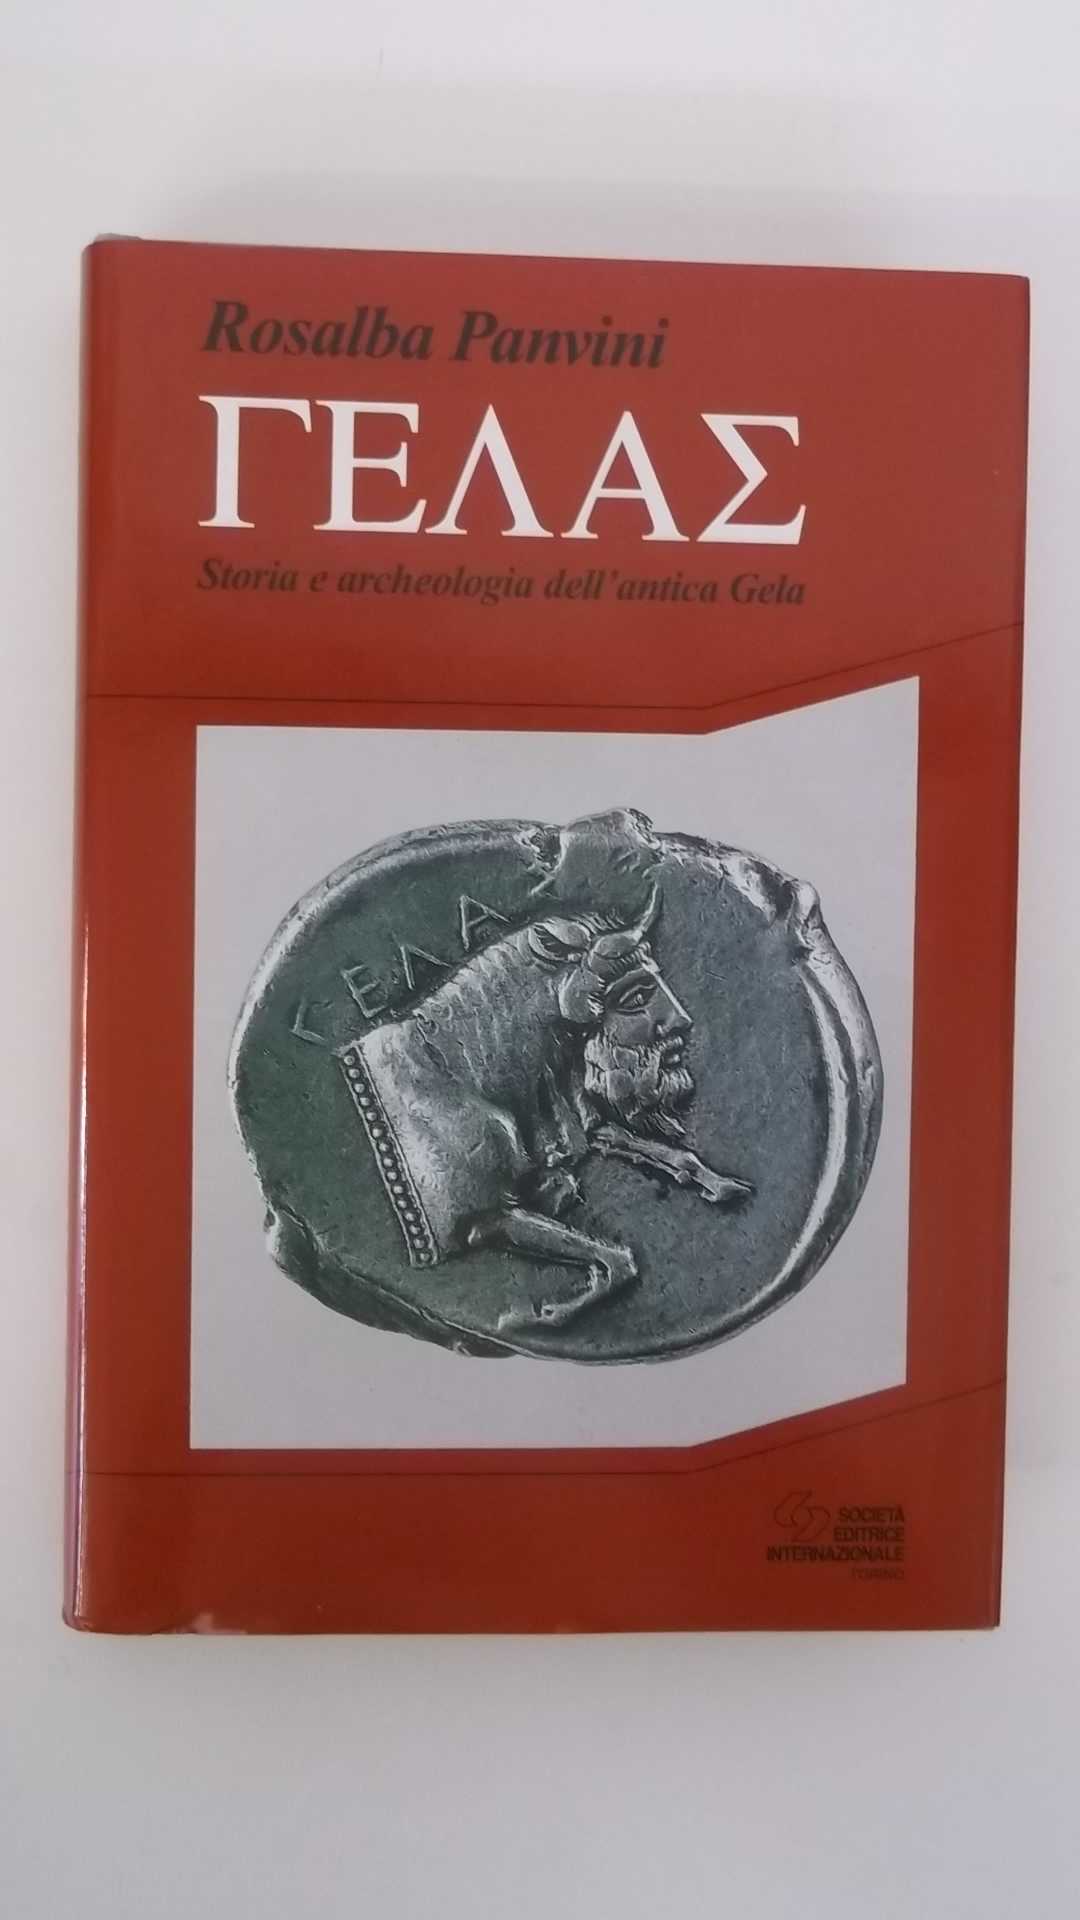 Rosalba Panvini
ΓΕΛΑΣ
Storia e archeologia dell'antica Gela
ΓΕΛΑΣ
SOCIETÀ
EDITRICE
INTERNAZIONALE
TORINO